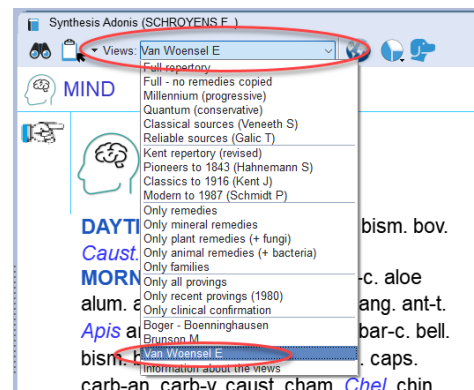 Synthesis Adonis (SCHROYENS F.)
Views: Van Woensel E
MIND
Full repertory
Full - no remedies copied
Millennium (progressive)
Quantum (conservative)
Classical sources (Veneeth S)
Reliable sources (Galic T)
Kent repertory (revised)
Pioneers to 1843 (Hahnemann S)
Classics to 1916 (Kent J)
Modern to 1987 (Schmidt P)
Only remedies
Only mineral remedies
Only plant remedies (+ fungi)
Only animal remedies (+ bacteria)
Only families
Only all provings
Only recent provings (1980)
Only clinical confirmation
Boger - Boenninghausen
Brunson M
Van Woensel E
Information about the views
DAYT bism. bov.
Caust.
MORN -c. aloe
alum. a ang. ant-t.
Apis a bar-c. bell.
bism. b . caps.
carb-an. carb-v. caust. cham. Chel. chin